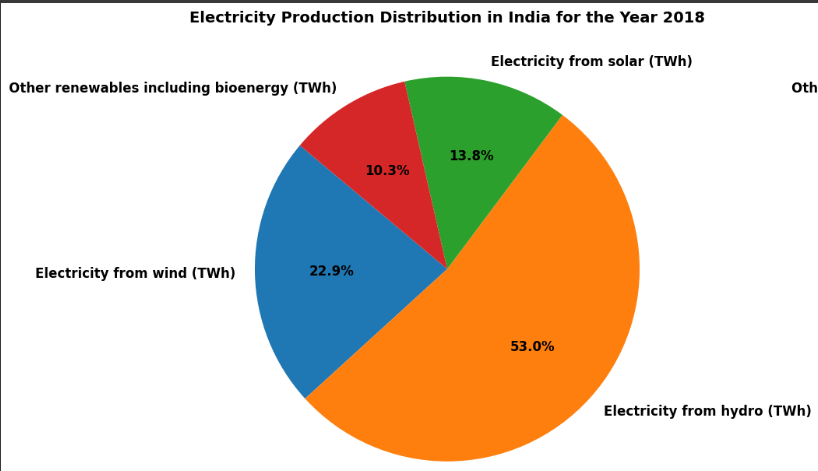 Electricity Production Distribution in India for the Year 2018
Electricity from solar (TWh)
Other renewables including bioenergy (TWh)
Oth
13.8%
10.3%
22.9%
Electricity from wind (TWh)
53.0%
Electricity from hydro (TWh)